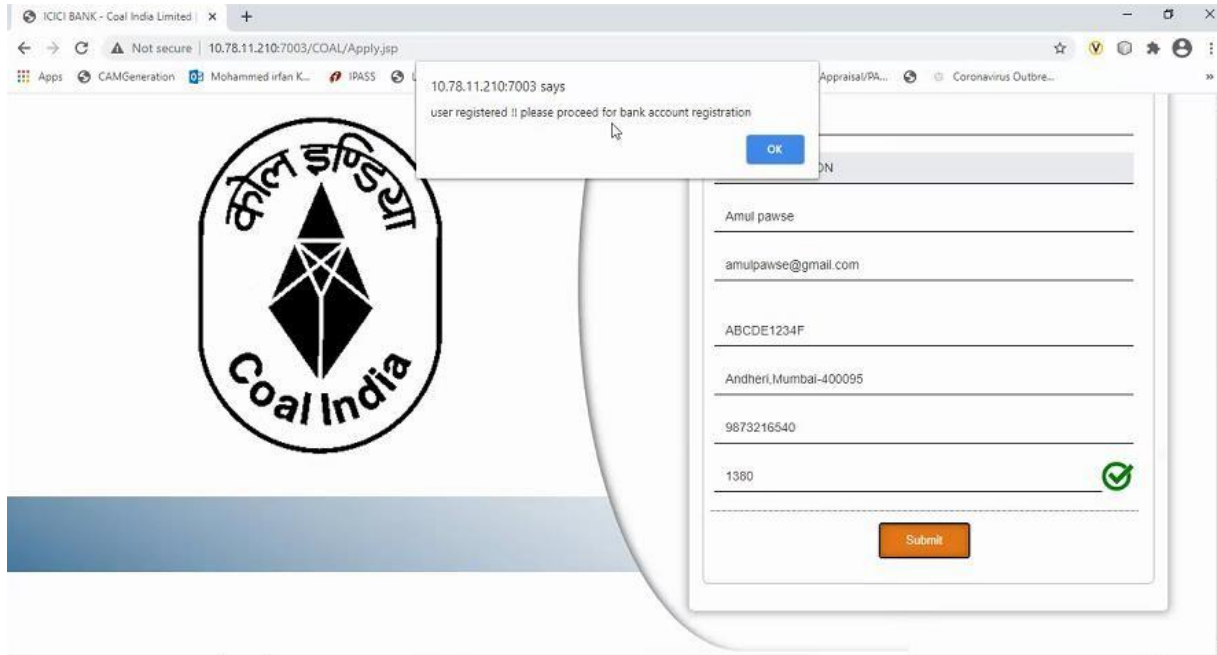 ICICI BANK - Coal India Limited |
Not secure | 10.78.11.210:7003/COAL/Apply.jsp
Apps CAMGeneration Mohammed irfan K... IPASS Appraisal/PA... Coronavirus Outbre...
10.78.11.210:7003 says
user registered !! please proceed for bank account registration
OK
कोल इण्डिया
Coal India
ON
Amul pawse
amulpawse@gmail.com
ABCDE1234F
Andheri,Mumbai-400095
9873216540
1380
Submit